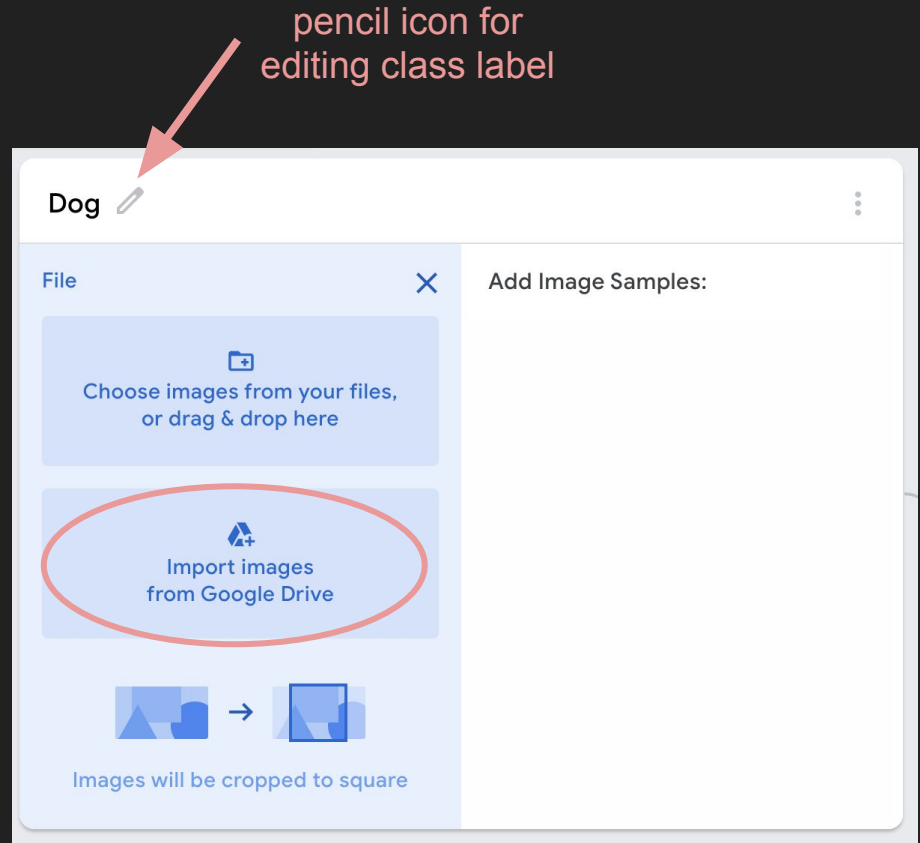 pencil icon for
editing class label
Dog
File
Add Image Samples:
Choose images from your files,
or drag & drop here
Import images
from Google Drive
Images will be cropped to square